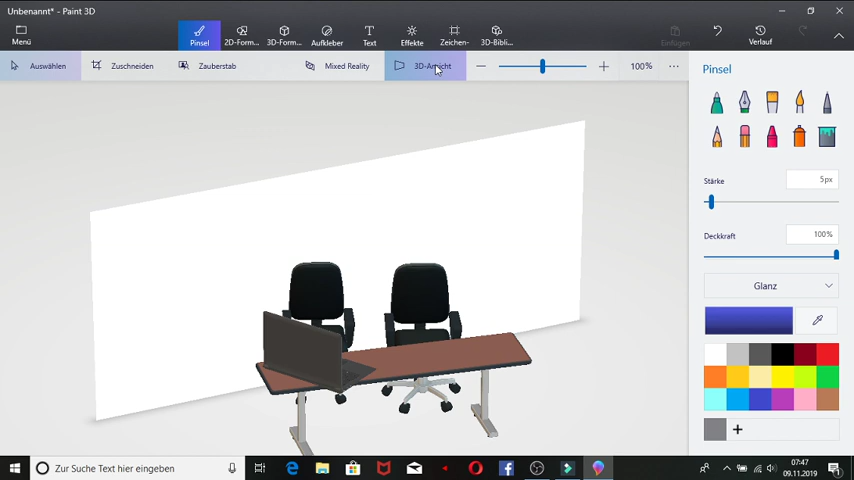 Unbenannt* - Paint 3D
Menü
Pinsel
2D-Form...
3D-Form...
Aufkleber
Text
Effekte
Zeichen-
3D-Bibli...
Einfügen
Verlauf
Auswählen
Zuschneiden
Zauberstab
Mixed Reality
3D-Ansicht
100%
Pinsel
Stärke
5px
Deckkraft
100%
Glanz
Zur Suche Text hier eingeben
07:47
09.11.2019
1